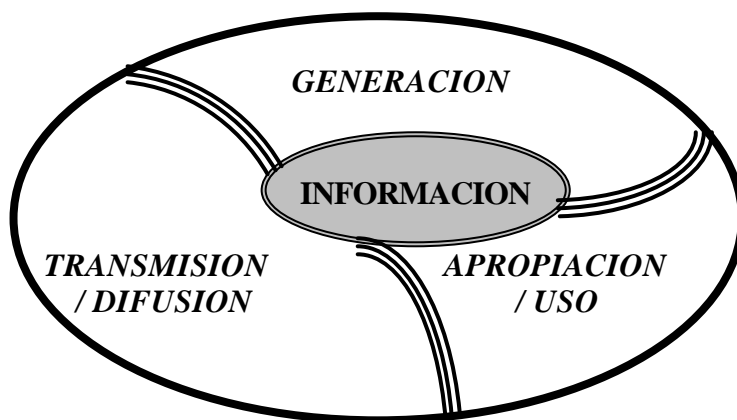 GENERACION
INFORMACION
TRANSMISION
/ DIFUSION
APROPIACION
/ USO